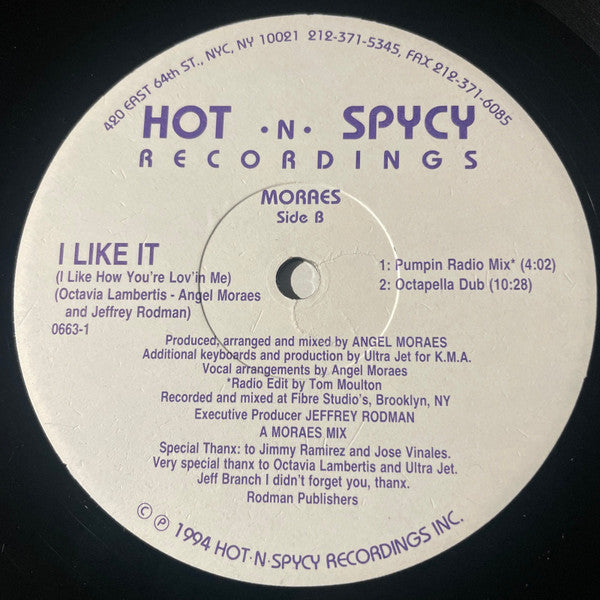 420 EAST 64th ST., NYC, NY 10021 212-371-5345, FAX 212-371-6085
HOT •N• SPYCY
RECORDINGS
MORAES
Side B
I LIKE IT
(I Like How You're Lov'in Me)
(Octavia Lambertis - Angel Moraes
and Jeffrey Rodman)
0663-1
1: Pumpin Radio Mix* (4:02)
2: Octapella Dub (10:28)
Produced, arranged and mixed by ANGEL MORAES
Additional keyboards and production by Ultra Jet for K.M.A.
Vocal arrangements by Angel Moraes
*Radio Edit by Tom Moulton
Recorded and mixed at Fibre Studio's, Brooklyn, NY
Executive Producer JEFFREY RODMAN
A MORAES MIX
Special Thanx: to Jimmy Ramirez and Jose Vinales.
Very special thanx to Octavia Lambertis and Ultra Jet.
Jeff Branch I didn't forget you, thanx.
Rodman Publishers
© ℗ 1994 HOT•N•SPYCY RECORDINGS INC.